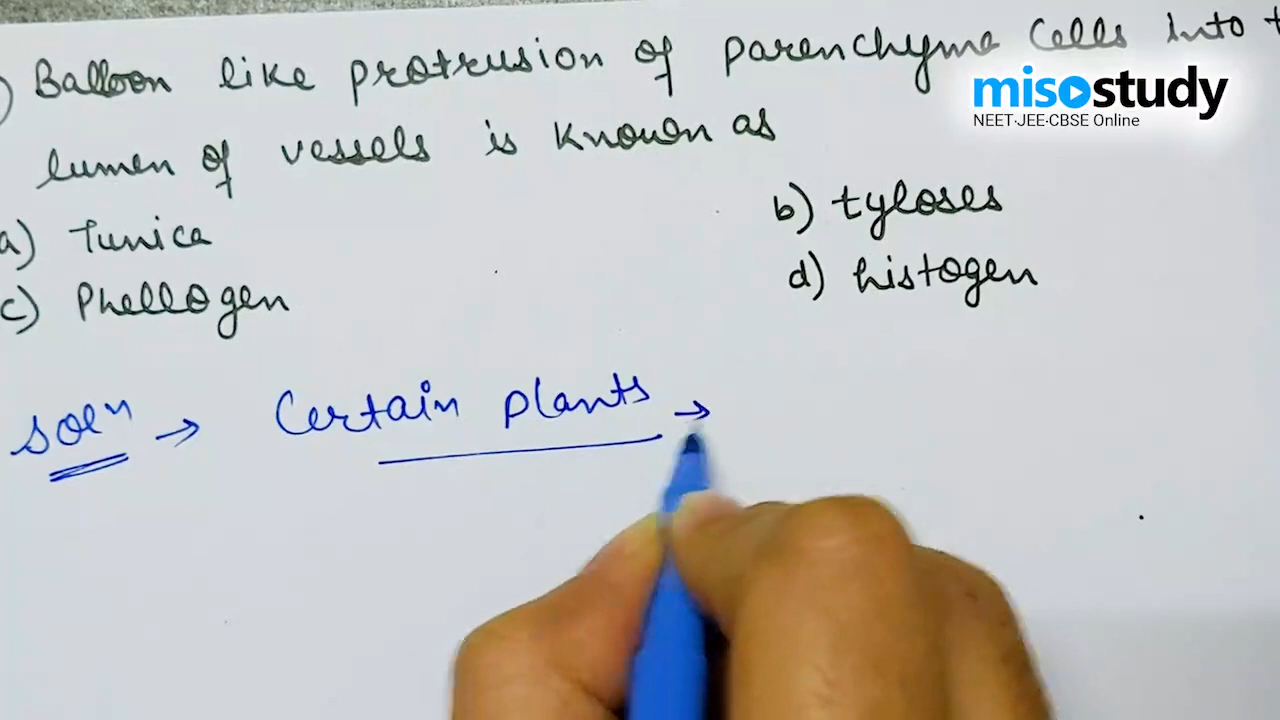 ) Balloon like protrusion of parenchyma cells into t
lumen of vessels is known as
a) Tunica
b) tyloses
c) Phellogen
d) histogen
soln → Certain plants →
misostudy
NEET·JEE·CBSE Online